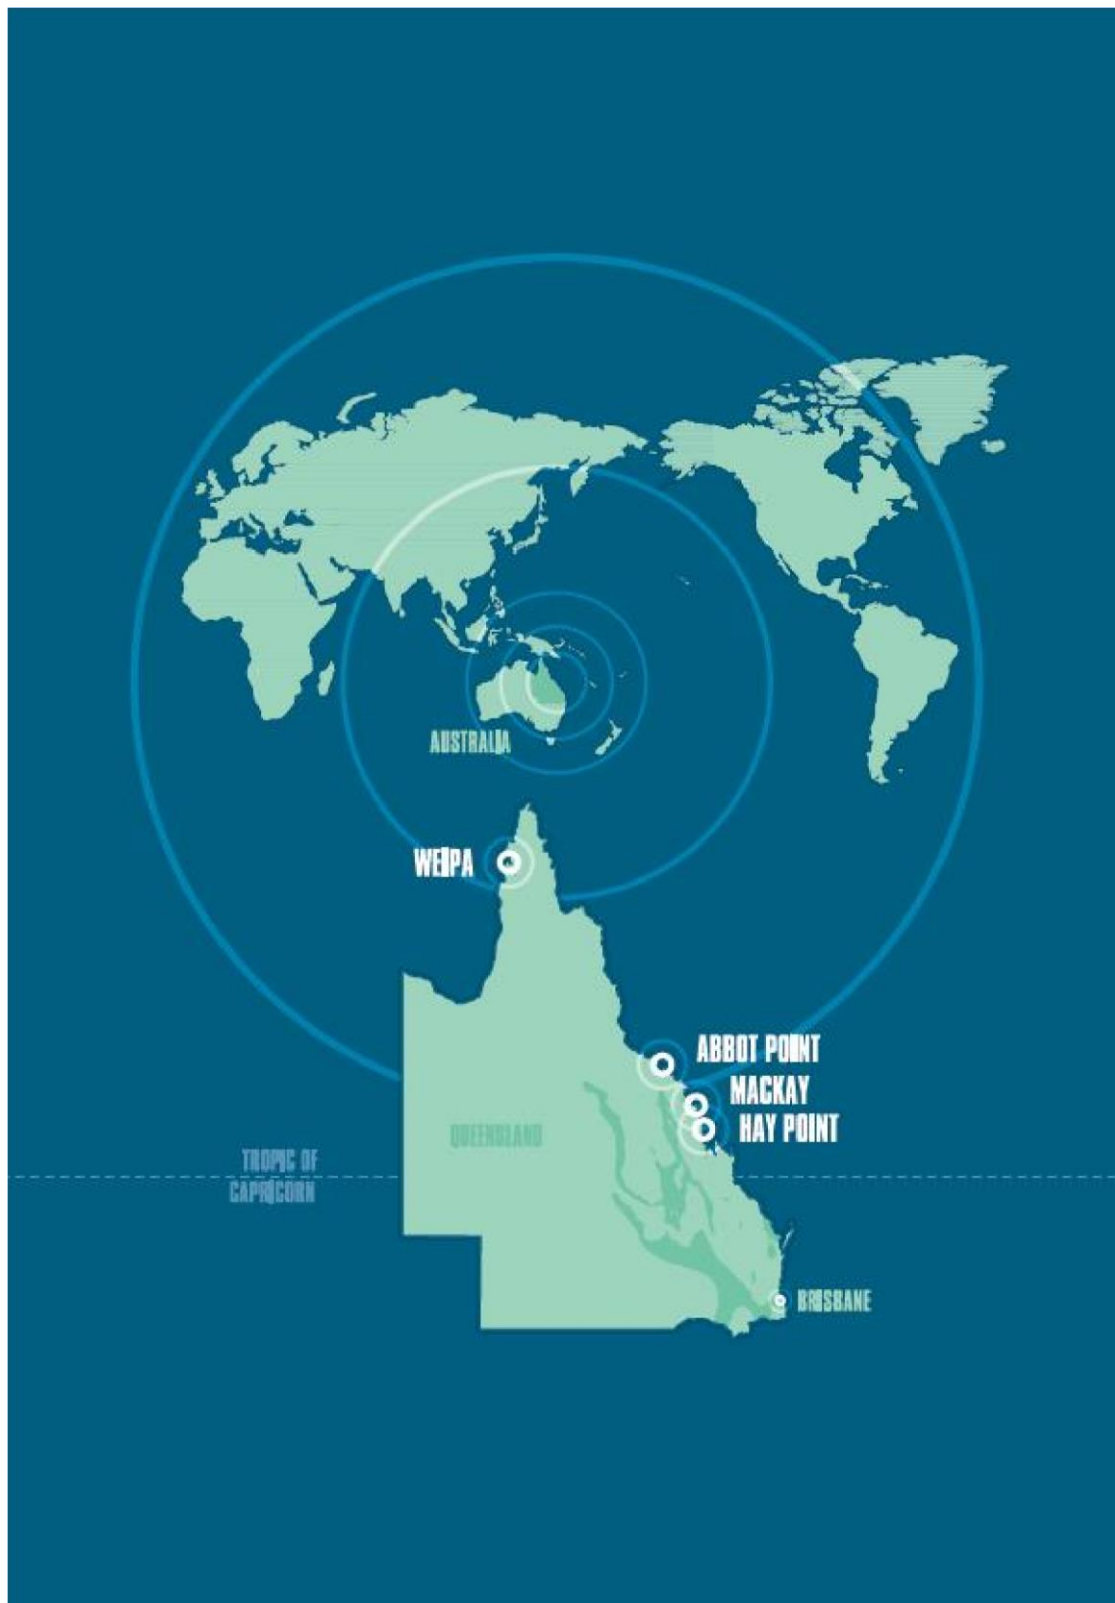 AUSTRALIA
WEIPA
ABBOT POINT
MACKAY
HAY POINT
QUEENSLAND
TROPIC OF
CAPRICORN
BRISBANE